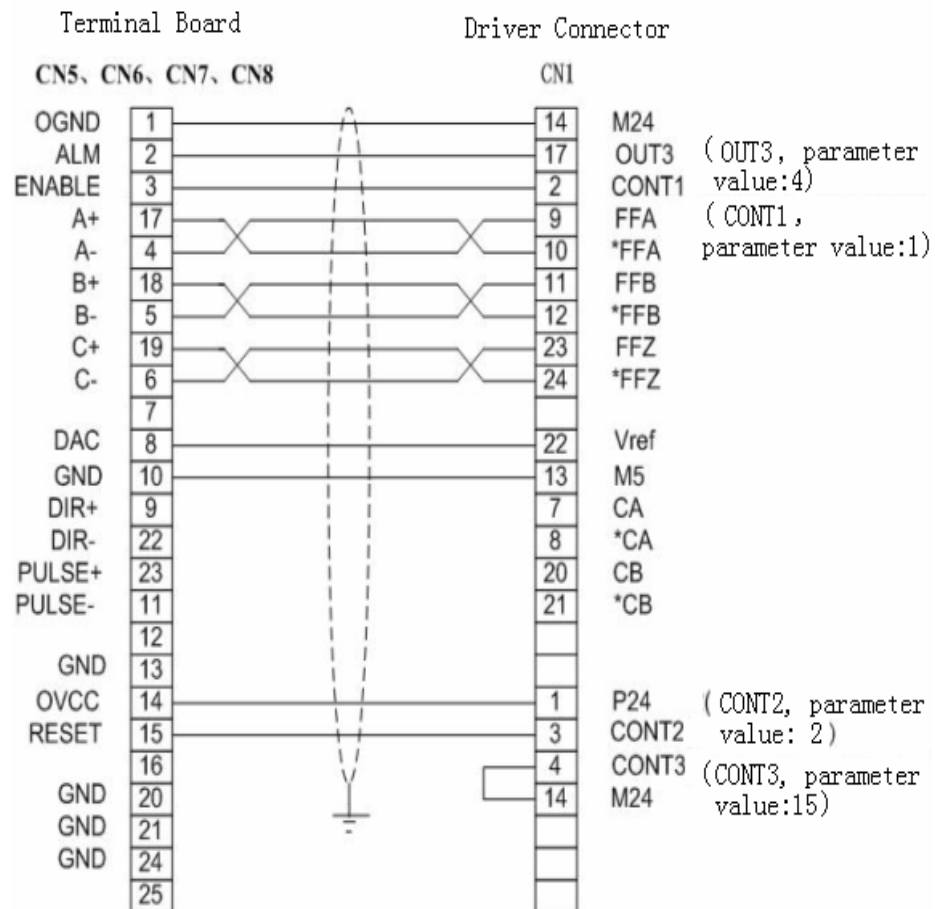 Terminal Board
Driver Connector
CN5、CN6、CN7、CN8
CN1
OGND 1 14 M24
ALM 2 17 OUT3 (OUT3, parameter
ENABLE 3 2 CONT1 value:4)
A+ 17 9 FFA (CONT1,
A- 4 10 *FFA parameter value:1)
B+ 18 11 FFB
B- 5 12 *FFB
C+ 19 23 FFZ
C- 6 24 *FFZ
7
DAC 8 22 Vref
GND 10 13 M5
DIR+ 9 7 CA
DIR- 22 8 *CA
PULSE+ 23 20 CB
PULSE- 11 21 *CB
12
GND 13
OVCC 14 1 P24 (CONT2, parameter
RESET 15 3 CONT2 value: 2)
16 4 CONT3 (CONT3, parameter
GND 20 14 M24 value:15)
GND 21
GND 24
25